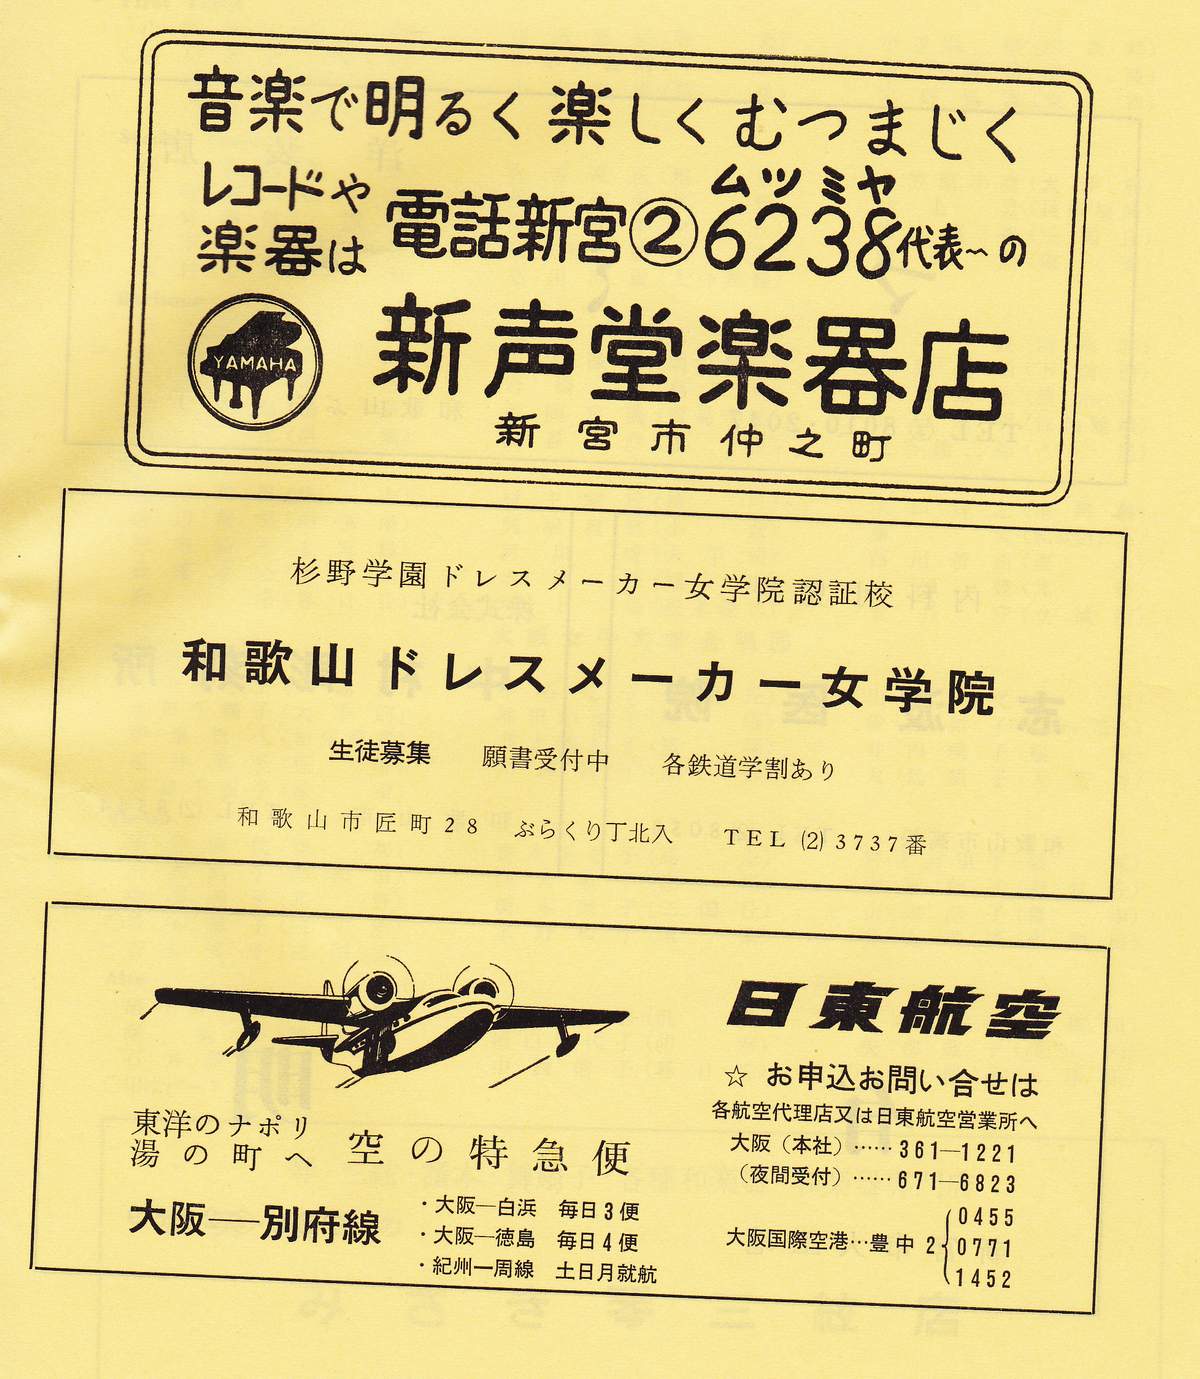 音楽で明るく楽しくむつまじく
レコードや
楽器は
電話新宮②6238代表〜の
ムツミヤ
YAMAHA
新声堂楽器店
新宮市仲之町
杉野学園ドレスメーカー女学院認証校
和歌山ドレスメーカー女学院
生徒募集 願書受付中 各鉄道学割あり
和歌山市匠町28 ぶらくり丁北入 TEL(2)3737番
東洋のナポリ
湯の町へ
空の特急便
大阪―別府線
・大阪―白浜 毎日3便
・大阪―徳島 毎日4便
・紀州一周線 土日月就航
日東航空
☆ お申込お問い合せは
各航空代理店又は日東航空営業所へ
大阪（本社）……361―1221
（夜間受付）……671―6823
大阪国際空港…豊中2
0455
0771
1452